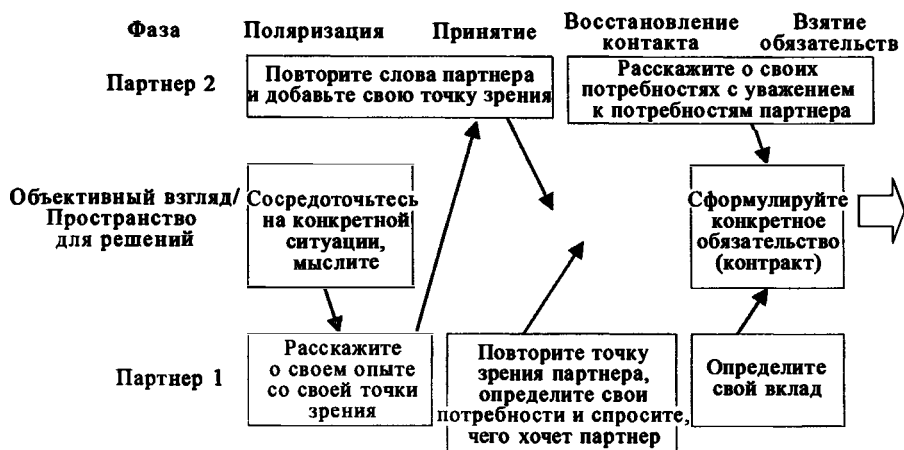 Фаза
Поляризация
Принятие
Восстановление
контакта
Взятие
обязательств
Партнер 2
Повторите слова партнера
и добавьте свою точку зрения
Расскажите о своих
потребностях с уважением
к потребностям партнера
Объективный взгляд/
Пространство
для решений
Сосредоточьтесь
на конкретной
ситуации,
мыслите
Сформулируйте
конкретное
обязательство
(контракт)
Партнер 1
Расскажите
о своем опыте
со своей точки
зрения
Повторите точку
зрения партнера,
определите свои
потребности и спросите,
чего хочет партнер
Определите
свой вклад